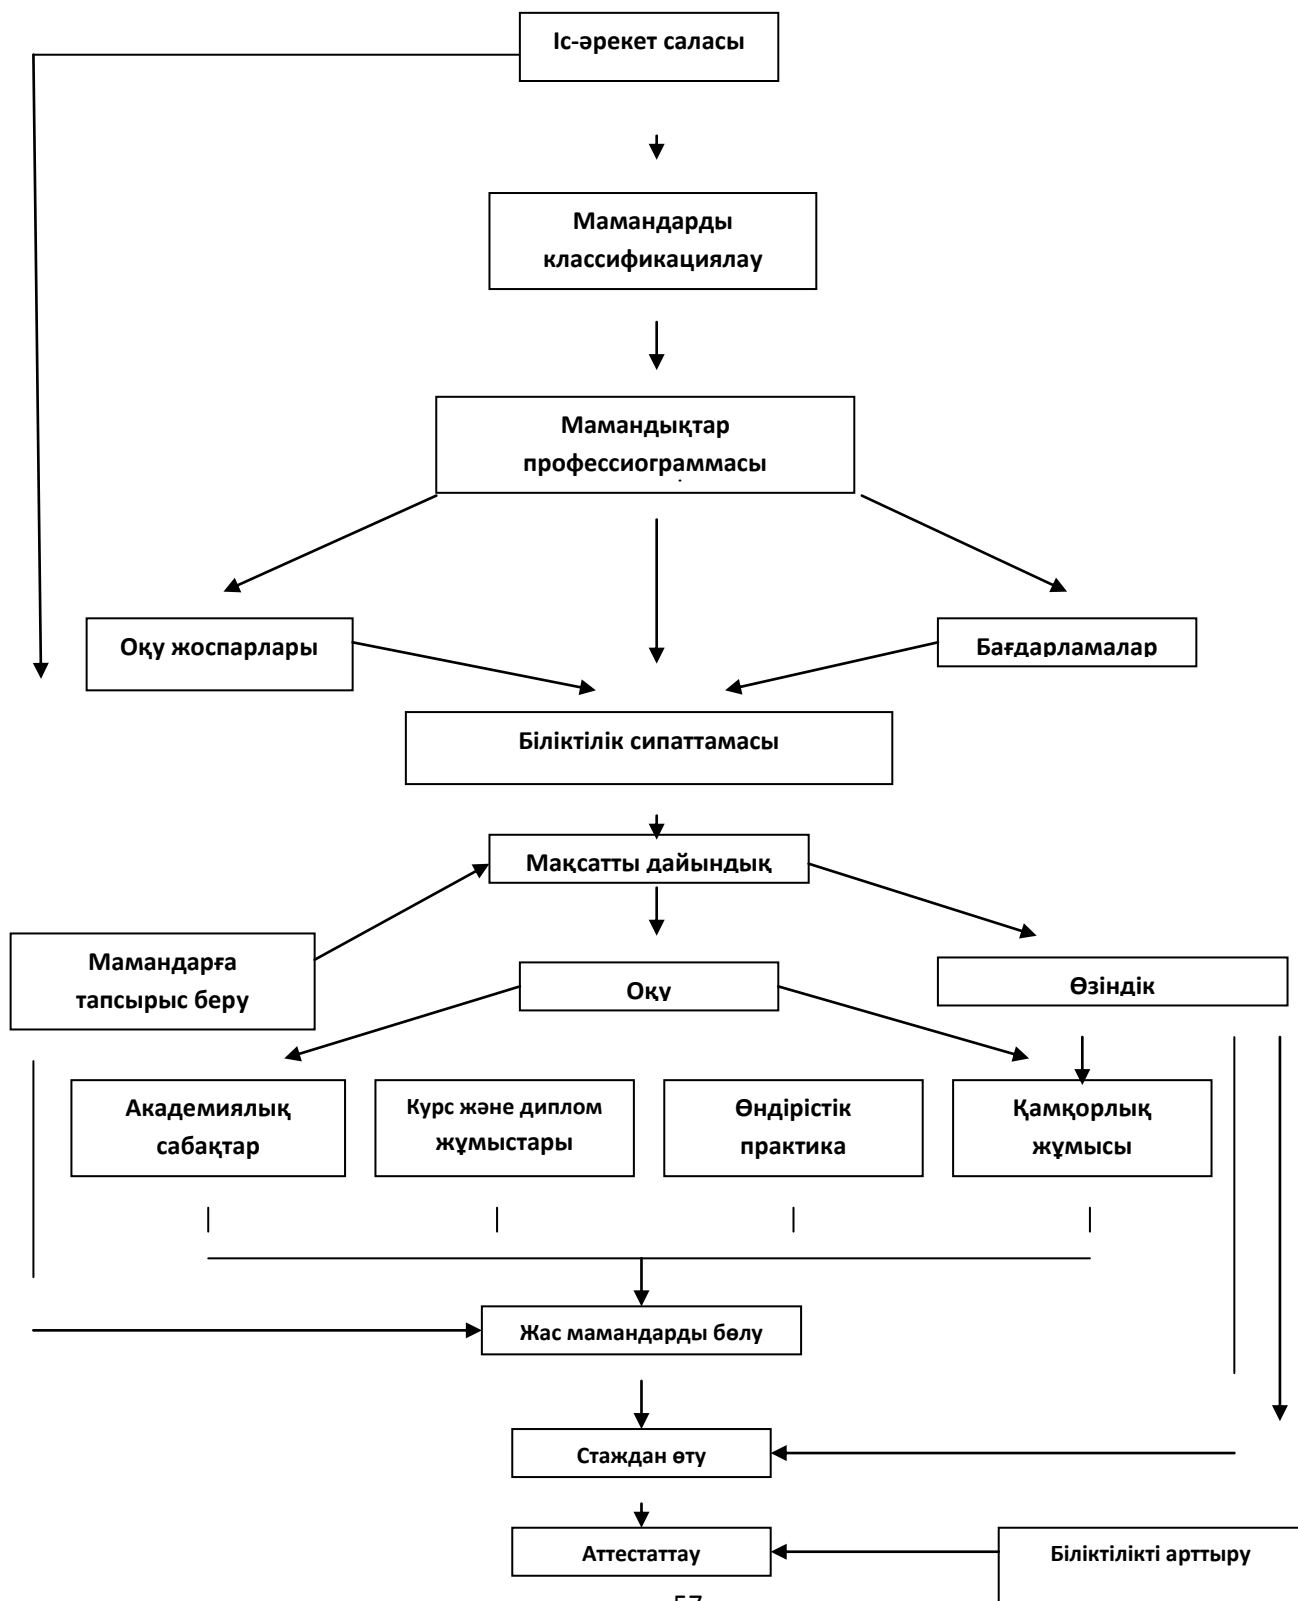 Іс-әрекет саласы
Мамандарды
классификациялау
Мамандықтар
профессиограммасы
Оқу жоспарлары
Бағдарламалар
Біліктілік сипаттамасы
Мақсатты дайындық
Мамандарға
тапсырыс беру
Оқу
Өзіндік
Академиялық
сабақтар
Курс және диплом
жұмыстары
Өндірістік
практика
Қамқорлық
жұмысы
Жас мамандарды бөлу
Стаждан өту
Аттестаттау
Біліктілікті арттыру
57